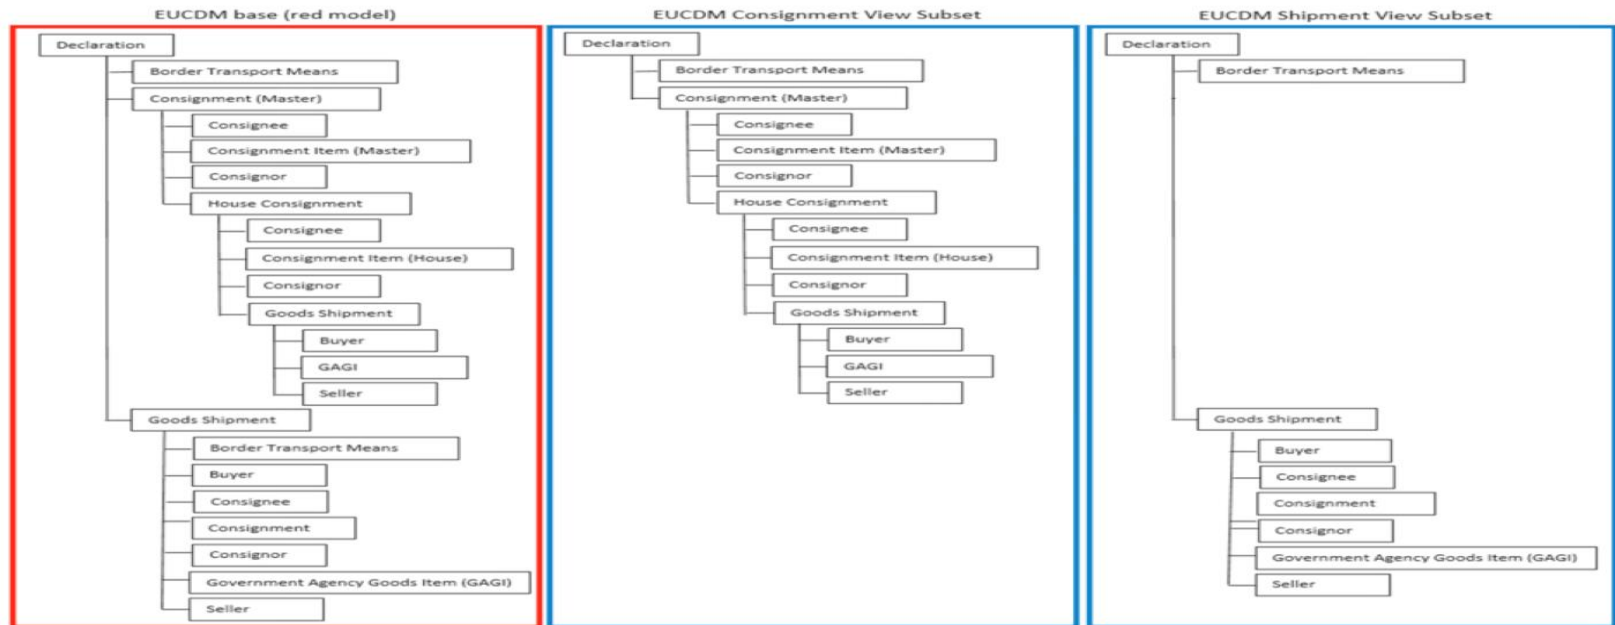 EUCDM base (red model)
Declaration
Border Transport Means
Consignment (Master)
Consignee
Consignment Item (Master)
Consignor
House Consignment
Consignee
Consignment Item (House)
Consignor
Goods Shipment
Buyer
GAGI
Seller
Goods Shipment
Border Transport Means
Buyer
Consignee
Consignment
Consignor
Government Agency Goods Item (GAGI)
Seller
EUCDM Consignment View Subset
Declaration
Border Transport Means
Consignment (Master)
Consignee
Consignment Item (Master)
Consignor
House Consignment
Consignee
Consignment Item (House)
Consignor
Goods Shipment
Buyer
GAGI
Seller
EUCDM Shipment View Subset
Declaration
Border Transport Means
Goods Shipment
Buyer
Consignee
Consignment
Consignor
Government Agency Goods Item (GAGI)
Seller